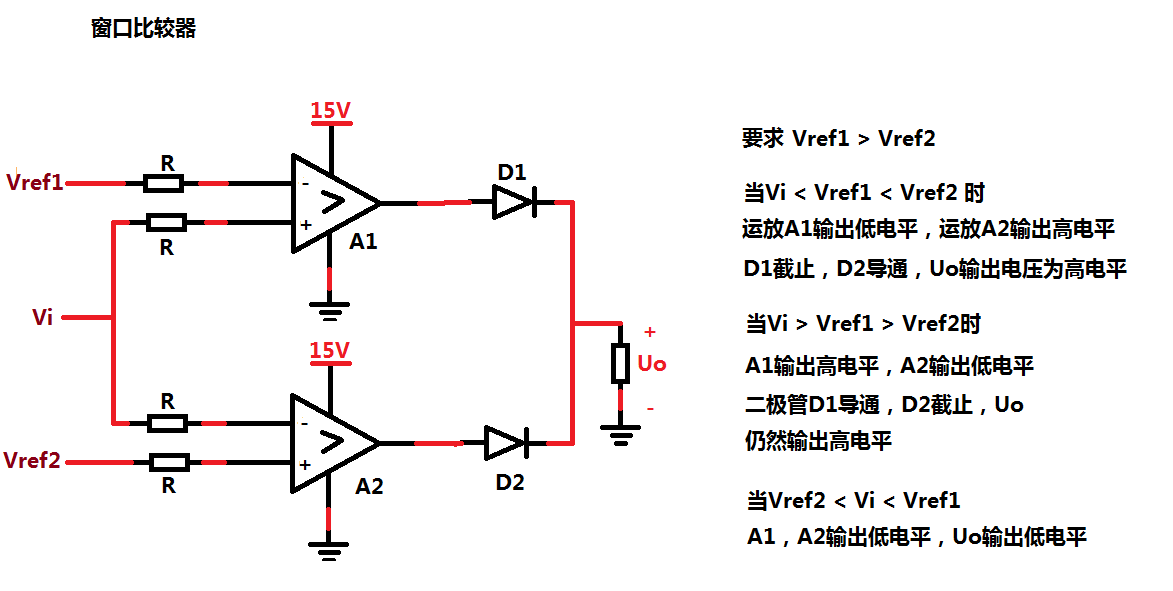 窗口比较器
15V
Vref1
R
-
+
R
A1
D1
Vi
15V
+
Uo
-
R
-
+
Vref2
R
A2
D2
要求 Vref1 > Vref2
当Vi < Vref1 < Vref2 时
运放A1输出低电平，运放A2输出高电平
D1截止，D2导通，Uo输出电压为高电平
当Vi > Vref1 > Vref2时
A1输出高电平，A2输出低电平
二极管D1导通，D2截止，Uo
仍然输出高电平
当Vref2 < Vi < Vref1
A1，A2输出低电平，Uo输出低电平